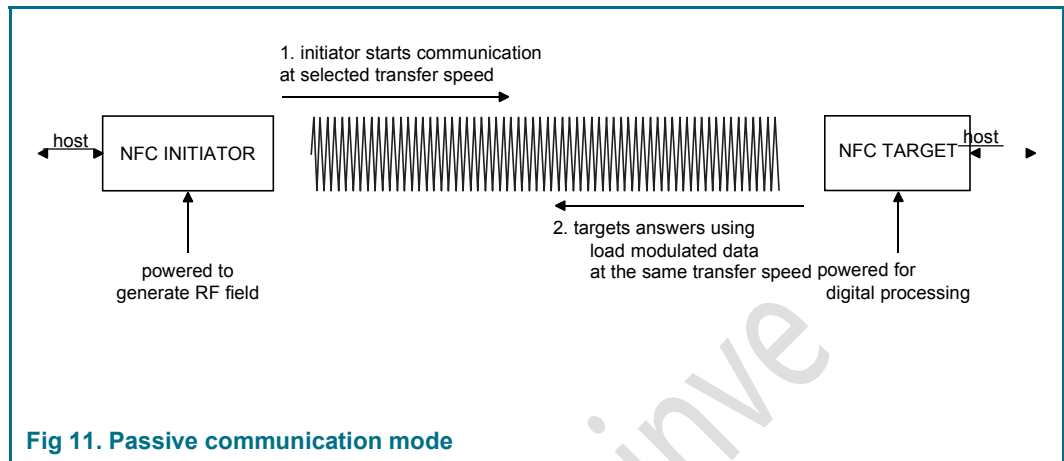 1. initiator starts communication
at selected transfer speed
host
NFC INITIATOR
host
NFC TARGET
2. targets answers using
load modulated data
at the same transfer speed
powered to
generate RF field
powered for
digital processing
inve
Fig 11. Passive communication mode